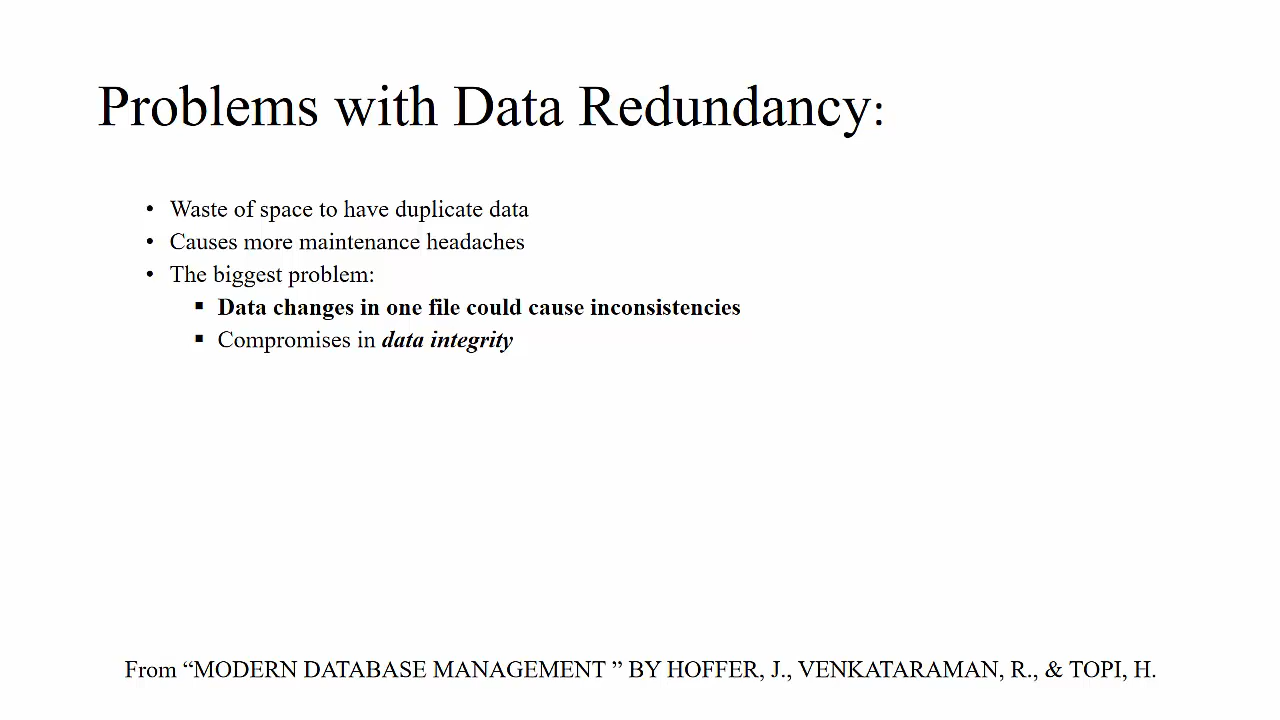 Problems with Data Redundancy:
• Waste of space to have duplicate data
• Causes more maintenance headaches
• The biggest problem:
▪ Data changes in one file could cause inconsistencies
▪ Compromises in data integrity
From “MODERN DATABASE MANAGEMENT ” BY HOFFER, J., VENKATARAMAN, R., & TOPI, H.